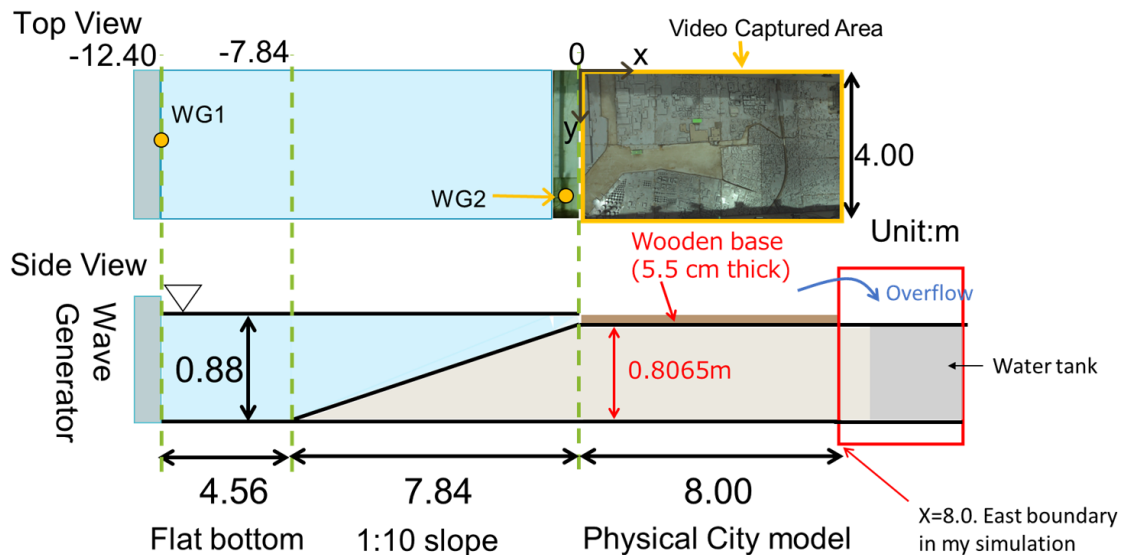 Top View
-12.40
-7.84
0
x
Video Captured Area
WG1
y
WG2
4.00
Unit:m
Side View
Wooden base
(5.5 cm thick)
Overflow
Wave
Generator
0.88
0.8065m
Water tank
4.56
7.84
8.00
Flat bottom
1:10 slope
Physical City model
X=8.0. East boundary
in my simulation